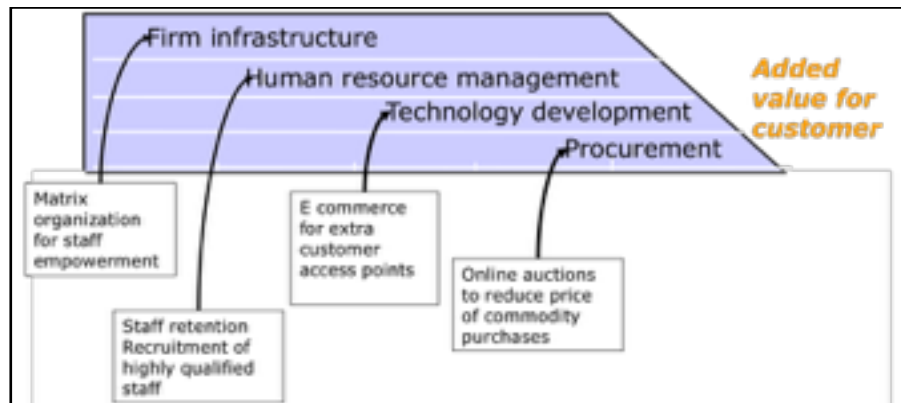 Firm infrastructure
Human resource management
Technology development
Procurement
Added
value for
customer
Matrix
organization
for staff
empowerment
Staff retention
Recruitment of
highly qualified
staff
E commerce
for extra
customer
access points
Online auctions
to reduce price
of commodity
purchases